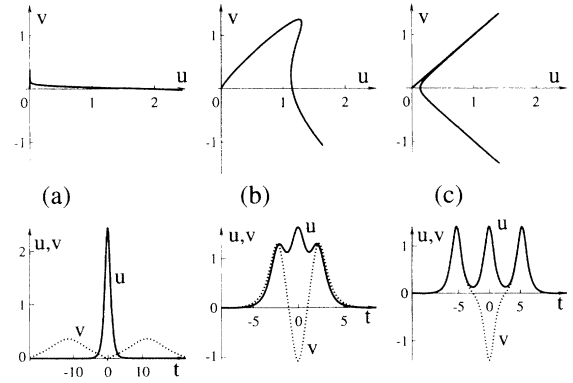 v v v
1 1 1
u u u
0 1 2 0 1 2 0 1 2
-1 -1 -1
(a) (b) (c)
u,v u,v u,v
2 u 1 u 1 u
1 u
v 0 0
0 -5 0 5 t -5 0 5 t
-10 0 10 t -1 v -1 v